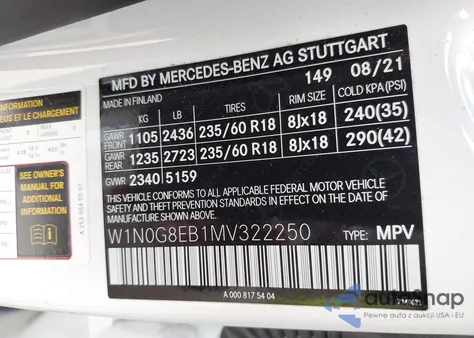 MFD BY MERCEDES-BENZ AG STUTTGART
MADE IN FINLAND 149 08/21
KG LB TIRES RIMS COLD KPA (PSI)
GAWR FRONT 1105 2436 235/60 R18 8Jx18 240(35)
GAWR REAR 1235 2723 235/60 R18 8Jx18 290(42)
GVWR 2340 5159
THIS VEHICLE CONFORMS TO ALL APPLICABLE FEDERAL MOTOR VEHICLE
SAFETY AND THEFT PREVENTION STANDARDS IN EFFECT ON THE DATE OF
MANUFACTURE SHOWN ABOVE.
W1N0G8EB1MV322250 TYPE: MPV
A 000 817 54 04
INFORMATION
EUS ET LE CHARGEMENT
SEE OWNER'S
MANUAL FOR
ADDITIONAL
INFORMATION
autoSnap
Pewne auta z aukcji USA i EU